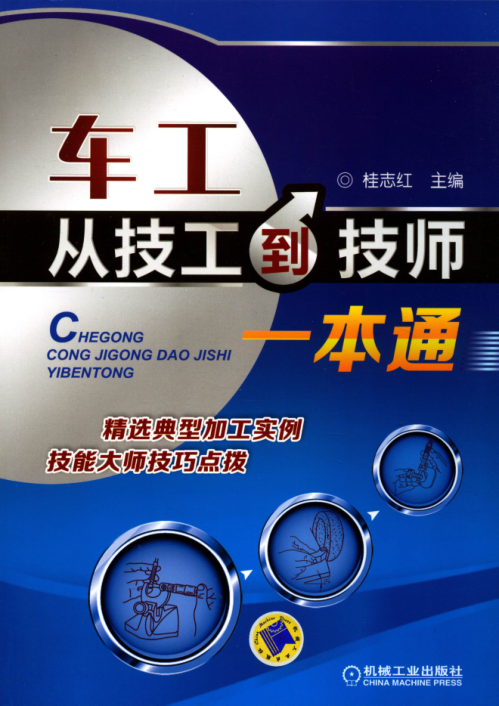 车工
◎ 桂志红 主编
从技工到技师
一本通
CHEGONG
CONG JIGONG DAO JISHI
YIBENTONG
精选典型加工实例
技能大师技巧点拨
机械工业出版社
CHINA MACHINE PRESS